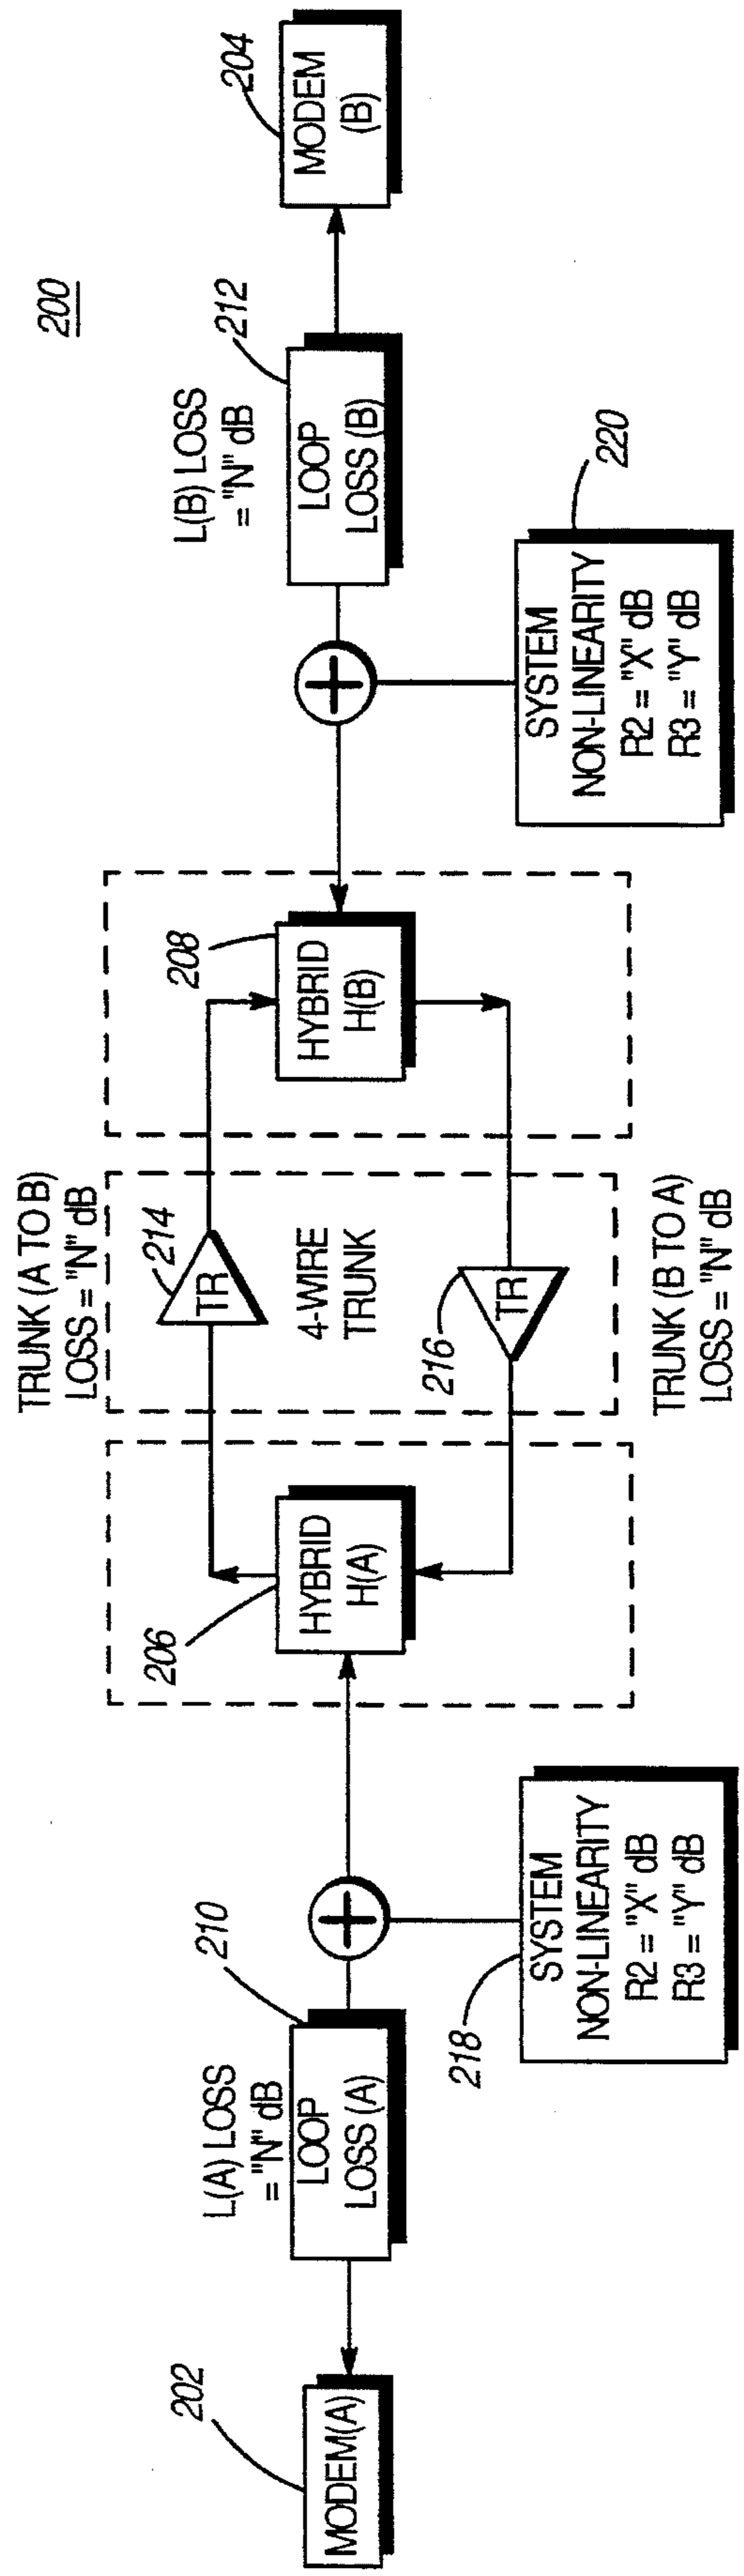 200
202
MODEM(A)
L(A) LOSS
= "N" dB
210
LOOP
LOSS (A)
218
SYSTEM
NON-LINEARITY
R2 = "X" dB
R3 = "Y" dB
206
HYBRID
H(A)
TRUNK (A TO B)
LOSS = "N" dB
214
TR
4-WIRE
TRUNK
216
TR
TRUNK (B TO A)
LOSS = "N" dB
208
HYBRID
H(B)
220
SYSTEM
NON-LINEARITY
R2 = "X" dB
R3 = "Y" dB
L(B) LOSS
= "N" dB
212
LOOP
LOSS (B)
204
MODEM
(B)